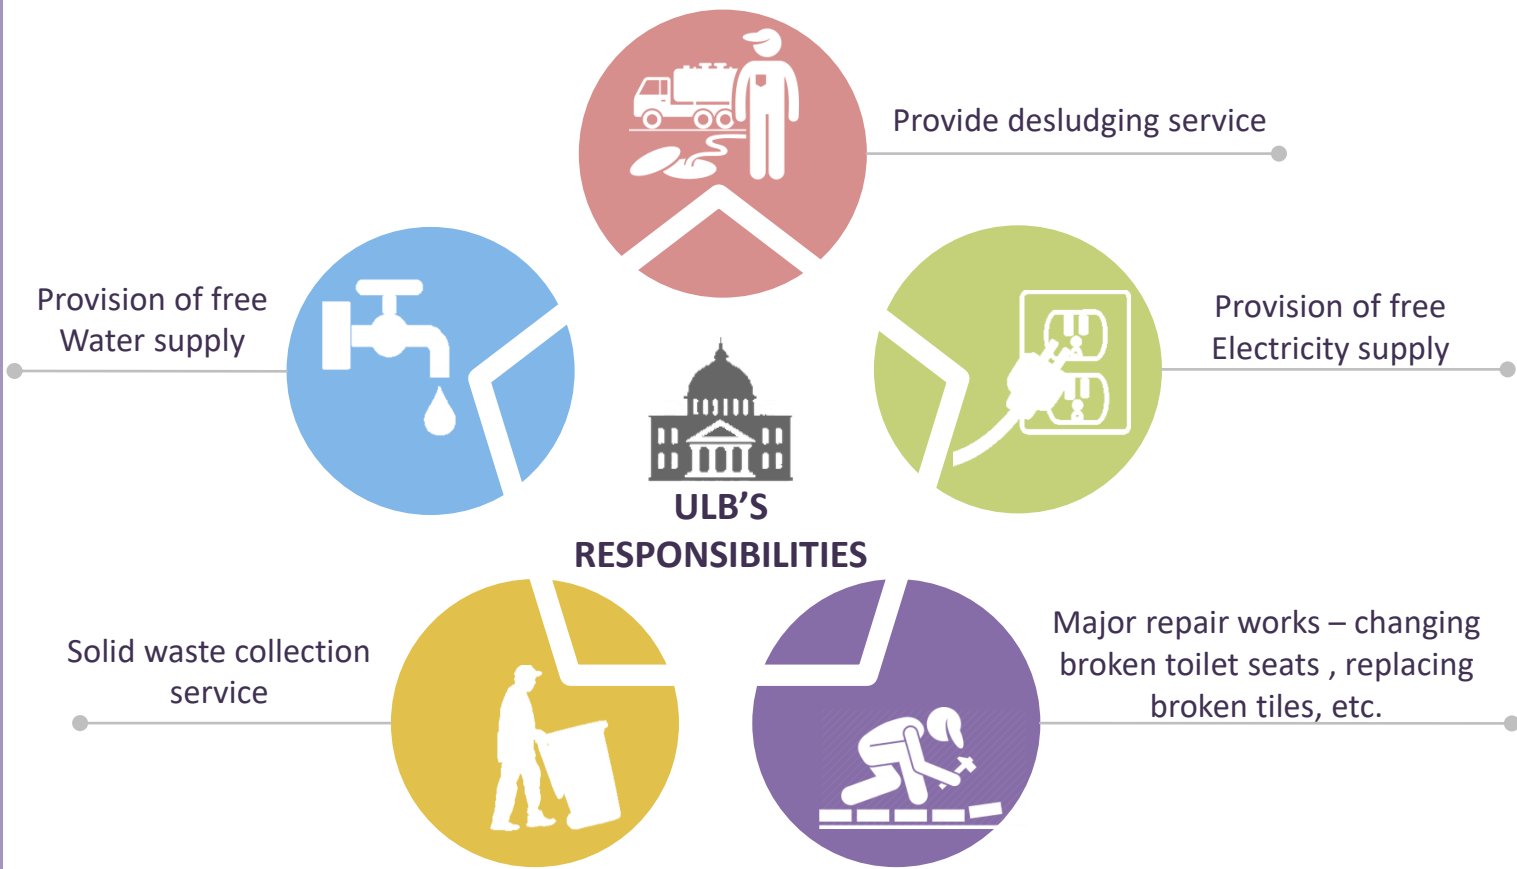 Provide desludging service
Provision of free
Water supply
Provision of free
Electricity supply
ULB’S
RESPONSIBILITIES
Solid waste collection
service
Major repair works – changing
broken toilet seats , replacing
broken tiles, etc.